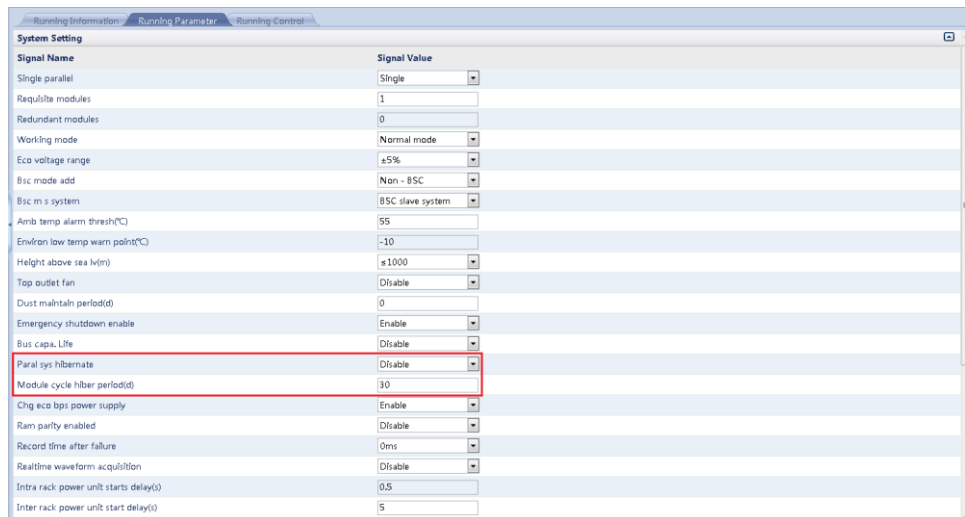 Running Information Running Parameter Running Control
System Setting
Signal Name Signal Value
Single parallel Single
Requisite modules 1
Redundant modules 0
Working mode Normal mode
Eco voltage range ±5%
Bsc mode add Non - BSC
Bsc m s system BSC slave system
Amb temp alarm thresh(℃) 55
Environ low temp warn point(℃) -10
Height above sea lv(m) ≤1000
Top outlet fan Disable
Dust maintain period(d) 0
Emergency shutdown enable Enable
Bus capa. Life Disable
Paral sys hibernate Disable
Module cycle hiber period(d) 30
Chg eco bps power supply Enable
Ram parity enabled Disable
Record time after failure 0ms
Realtime waveform acquisition Disable
Intra rack power unit starts delay(s) 0.5
Inter rack power unit start delay(s) 5